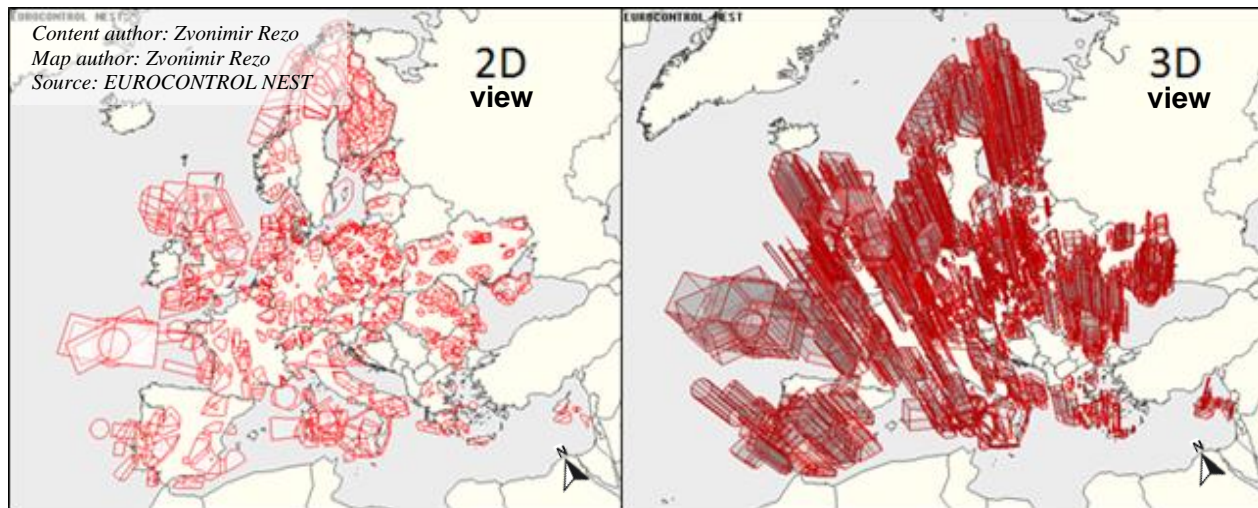 EUROCONTROL NEST
Content author: Zvonimir Rezo
Map author: Zvonimir Rezo
Source: EUROCONTROL NEST
2D
view
N
EUROCONTROL NEST
3D
view
N